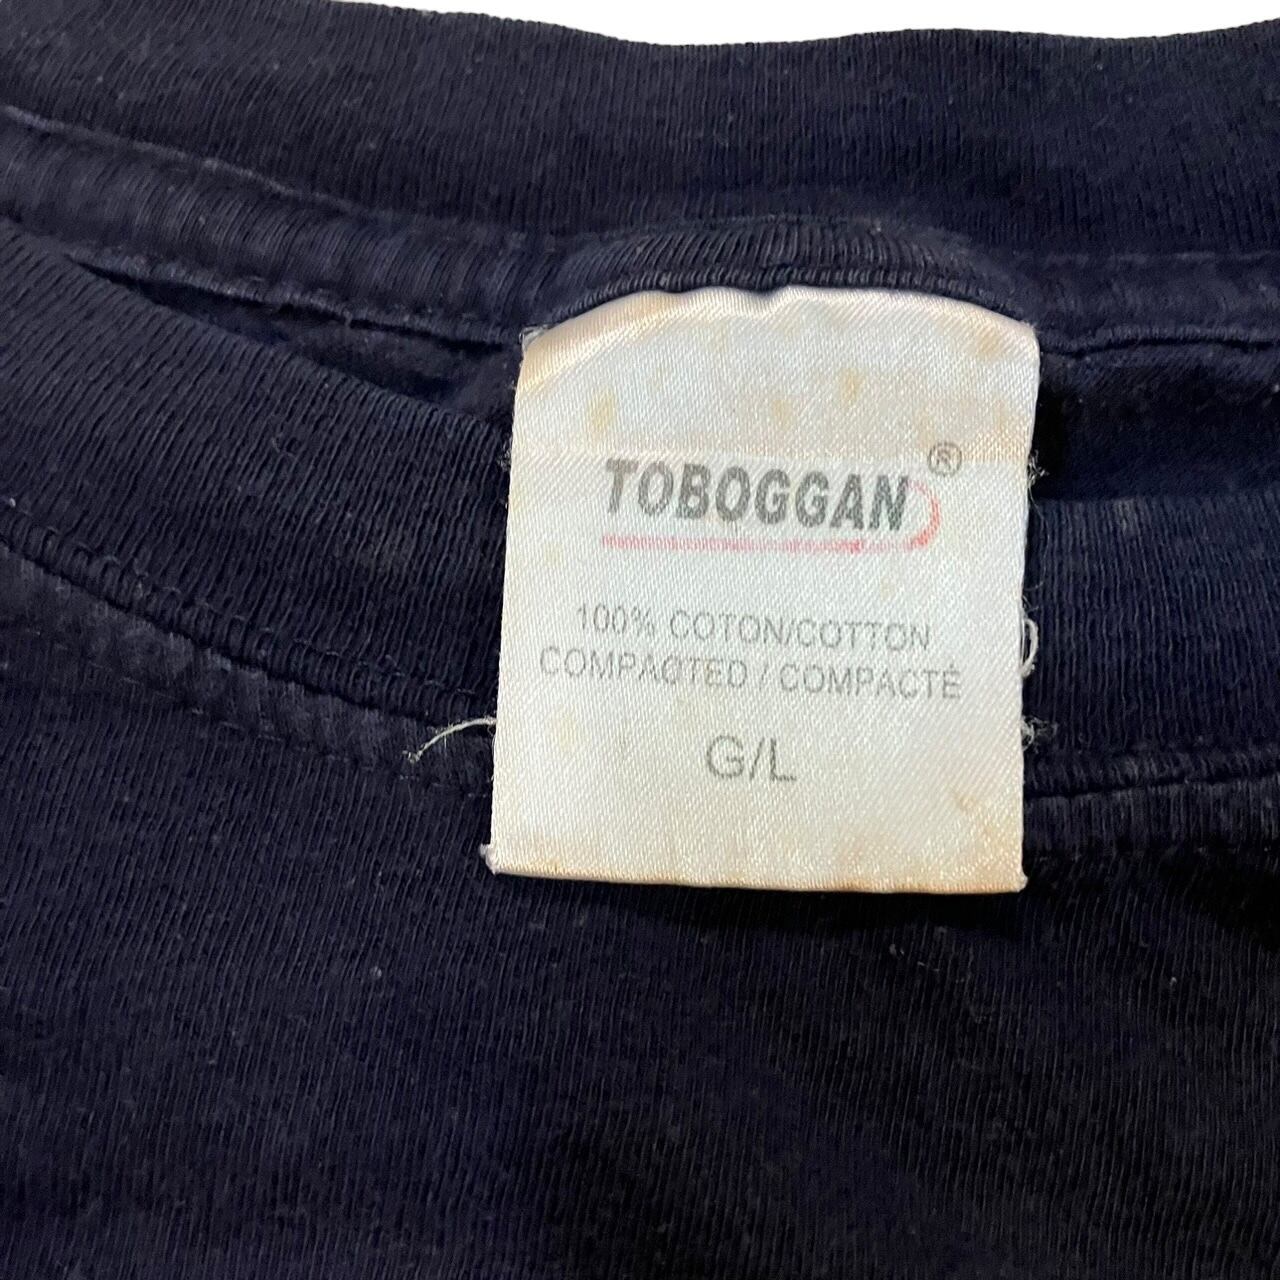 TOBOGGAN®
100% COTON/COTTON
COMPACTED / COMPACTÉ
G/L